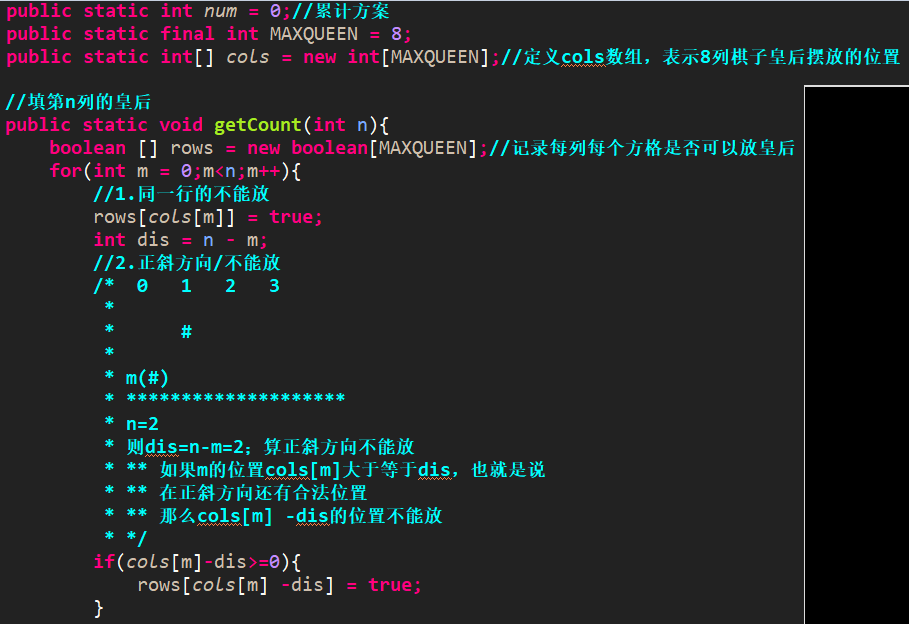 public static int num = 0;//累计方案
public static final int MAXQUEEN = 8;
public static int[] cols = new int[MAXQUEEN];//定义cols数组，表示8列棋子皇后摆放的位置
//填第n列的皇后
public static void getCount(int n){
boolean [] rows = new boolean[MAXQUEEN];//记录每列每个方格是否可以放皇后
for(int m = 0;m<n;m++){
//1.同一行的不能放
rows[cols[m]] = true;
int dis = n - m;
//2.正斜方向/不能放
/* 0 1 2 3
*
* #
*
* m(#)
* ********************
* n=2
* 则dis=n-m=2；算正斜方向不能放
* ** 如果m的位置cols[m]大于等于dis，也就是说
* ** 在正斜方向还有合法位置
* ** 那么cols[m] -dis的位置不能放
* */
if(cols[m]-dis>=0){
rows[cols[m] -dis] = true;
}